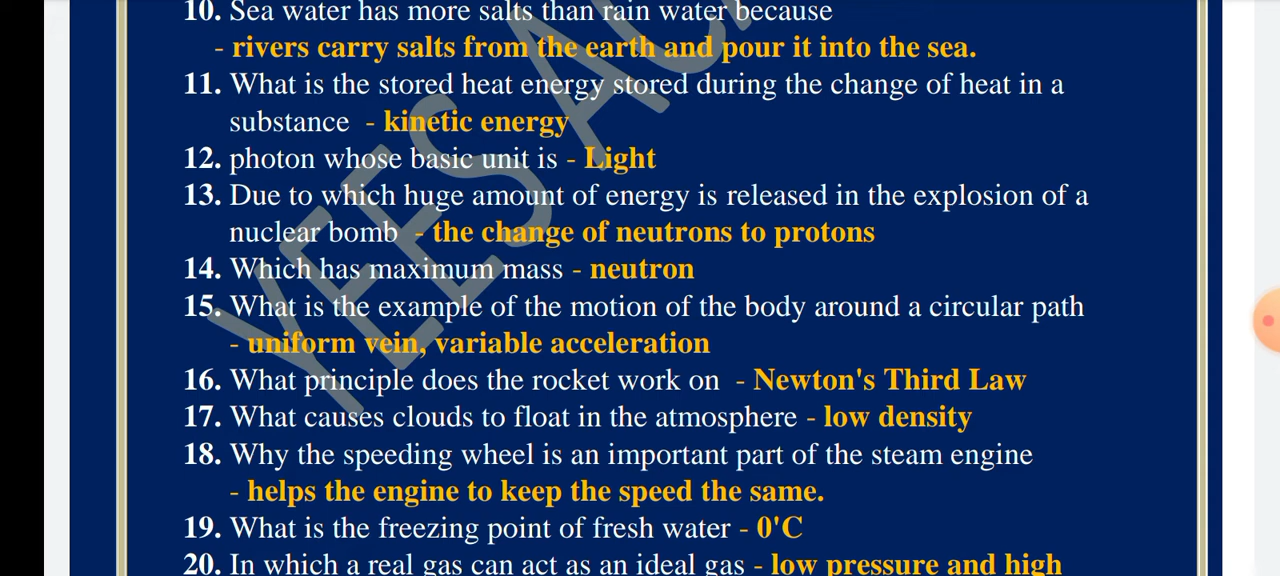 10. Sea water has more salts than rain water because
- rivers carry salts from the earth and pour it into the sea.
11. What is the stored heat energy stored during the change of heat in a
substance - kinetic energy
12. photon whose basic unit is - Light
13. Due to which huge amount of energy is released in the explosion of a
nuclear bomb - the change of neutrons to protons
14. Which has maximum mass - neutron
15. What is the example of the motion of the body around a circular path
- uniform vein, variable acceleration
16. What principle does the rocket work on - Newton's Third Law
17. What causes clouds to float in the atmosphere - low density
18. Why the speeding wheel is an important part of the steam engine
- helps the engine to keep the speed the same.
19. What is the freezing point of fresh water - 0'C
20. In which a real gas can act as an ideal gas - low pressure and high